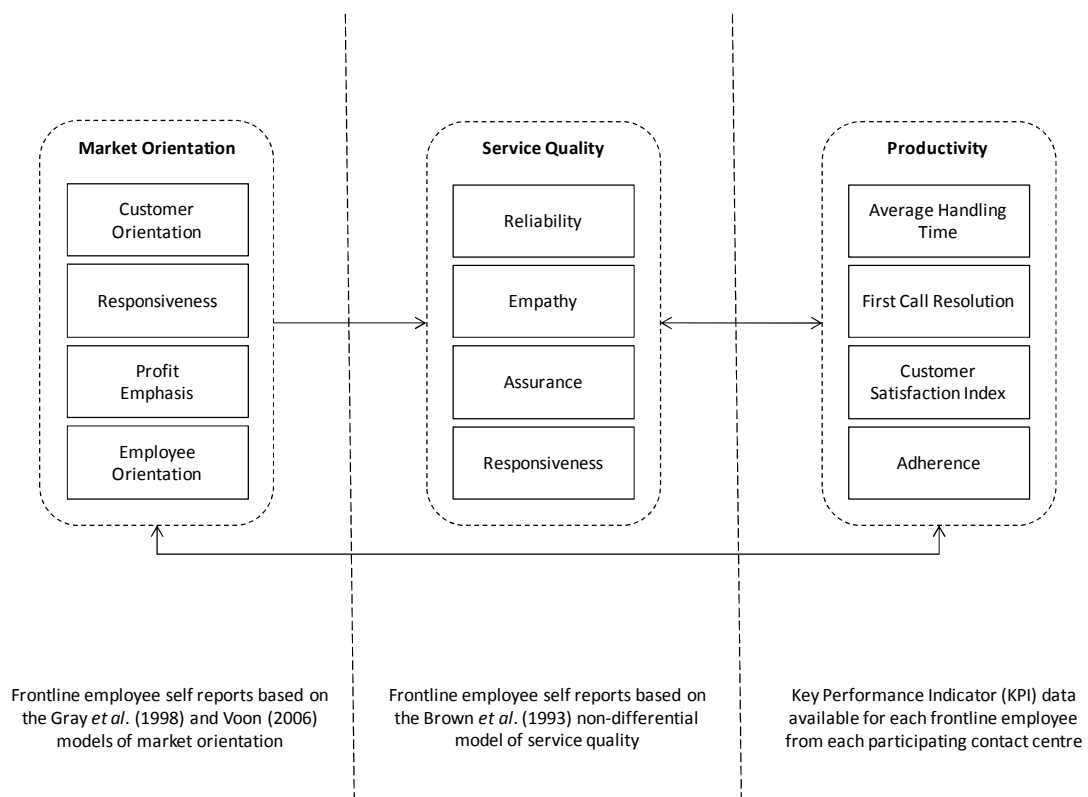 Market Orientation
Customer
Orientation
Responsiveness
Profit
Emphasis
Employee
Orientation
Service Quality
Reliability
Empathy
Assurance
Responsiveness
Productivity
Average Handling
Time
First Call Resolution
Customer
Satisfaction Index
Adherence
Frontline employee self reports based on
the Gray et al. (1998) and Voon (2006)
models of market orientation
Frontline employee self reports based on
the Brown et al. (1993) non-differential
model of service quality
Key Performance Indicator (KPI) data
available for each frontline employee
from each participating contact centre